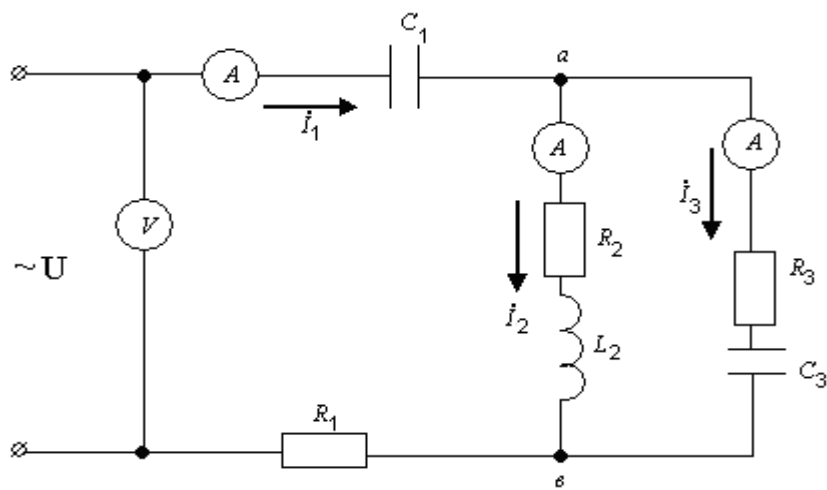 C₁
a
A
İ₁
A
A
V
R₂
İ₃
~U
İ₂
L₂
R₃
C₃
R₁
в